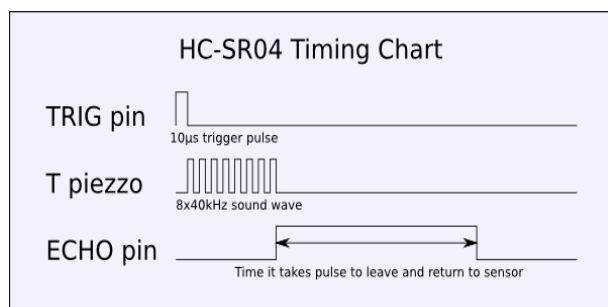 HC-SR04 Timing Chart
TRIG pin
10µs trigger pulse
T piezzo
8x40kHz sound wave
ECHO pin
Time it takes pulse to leave and return to sensor